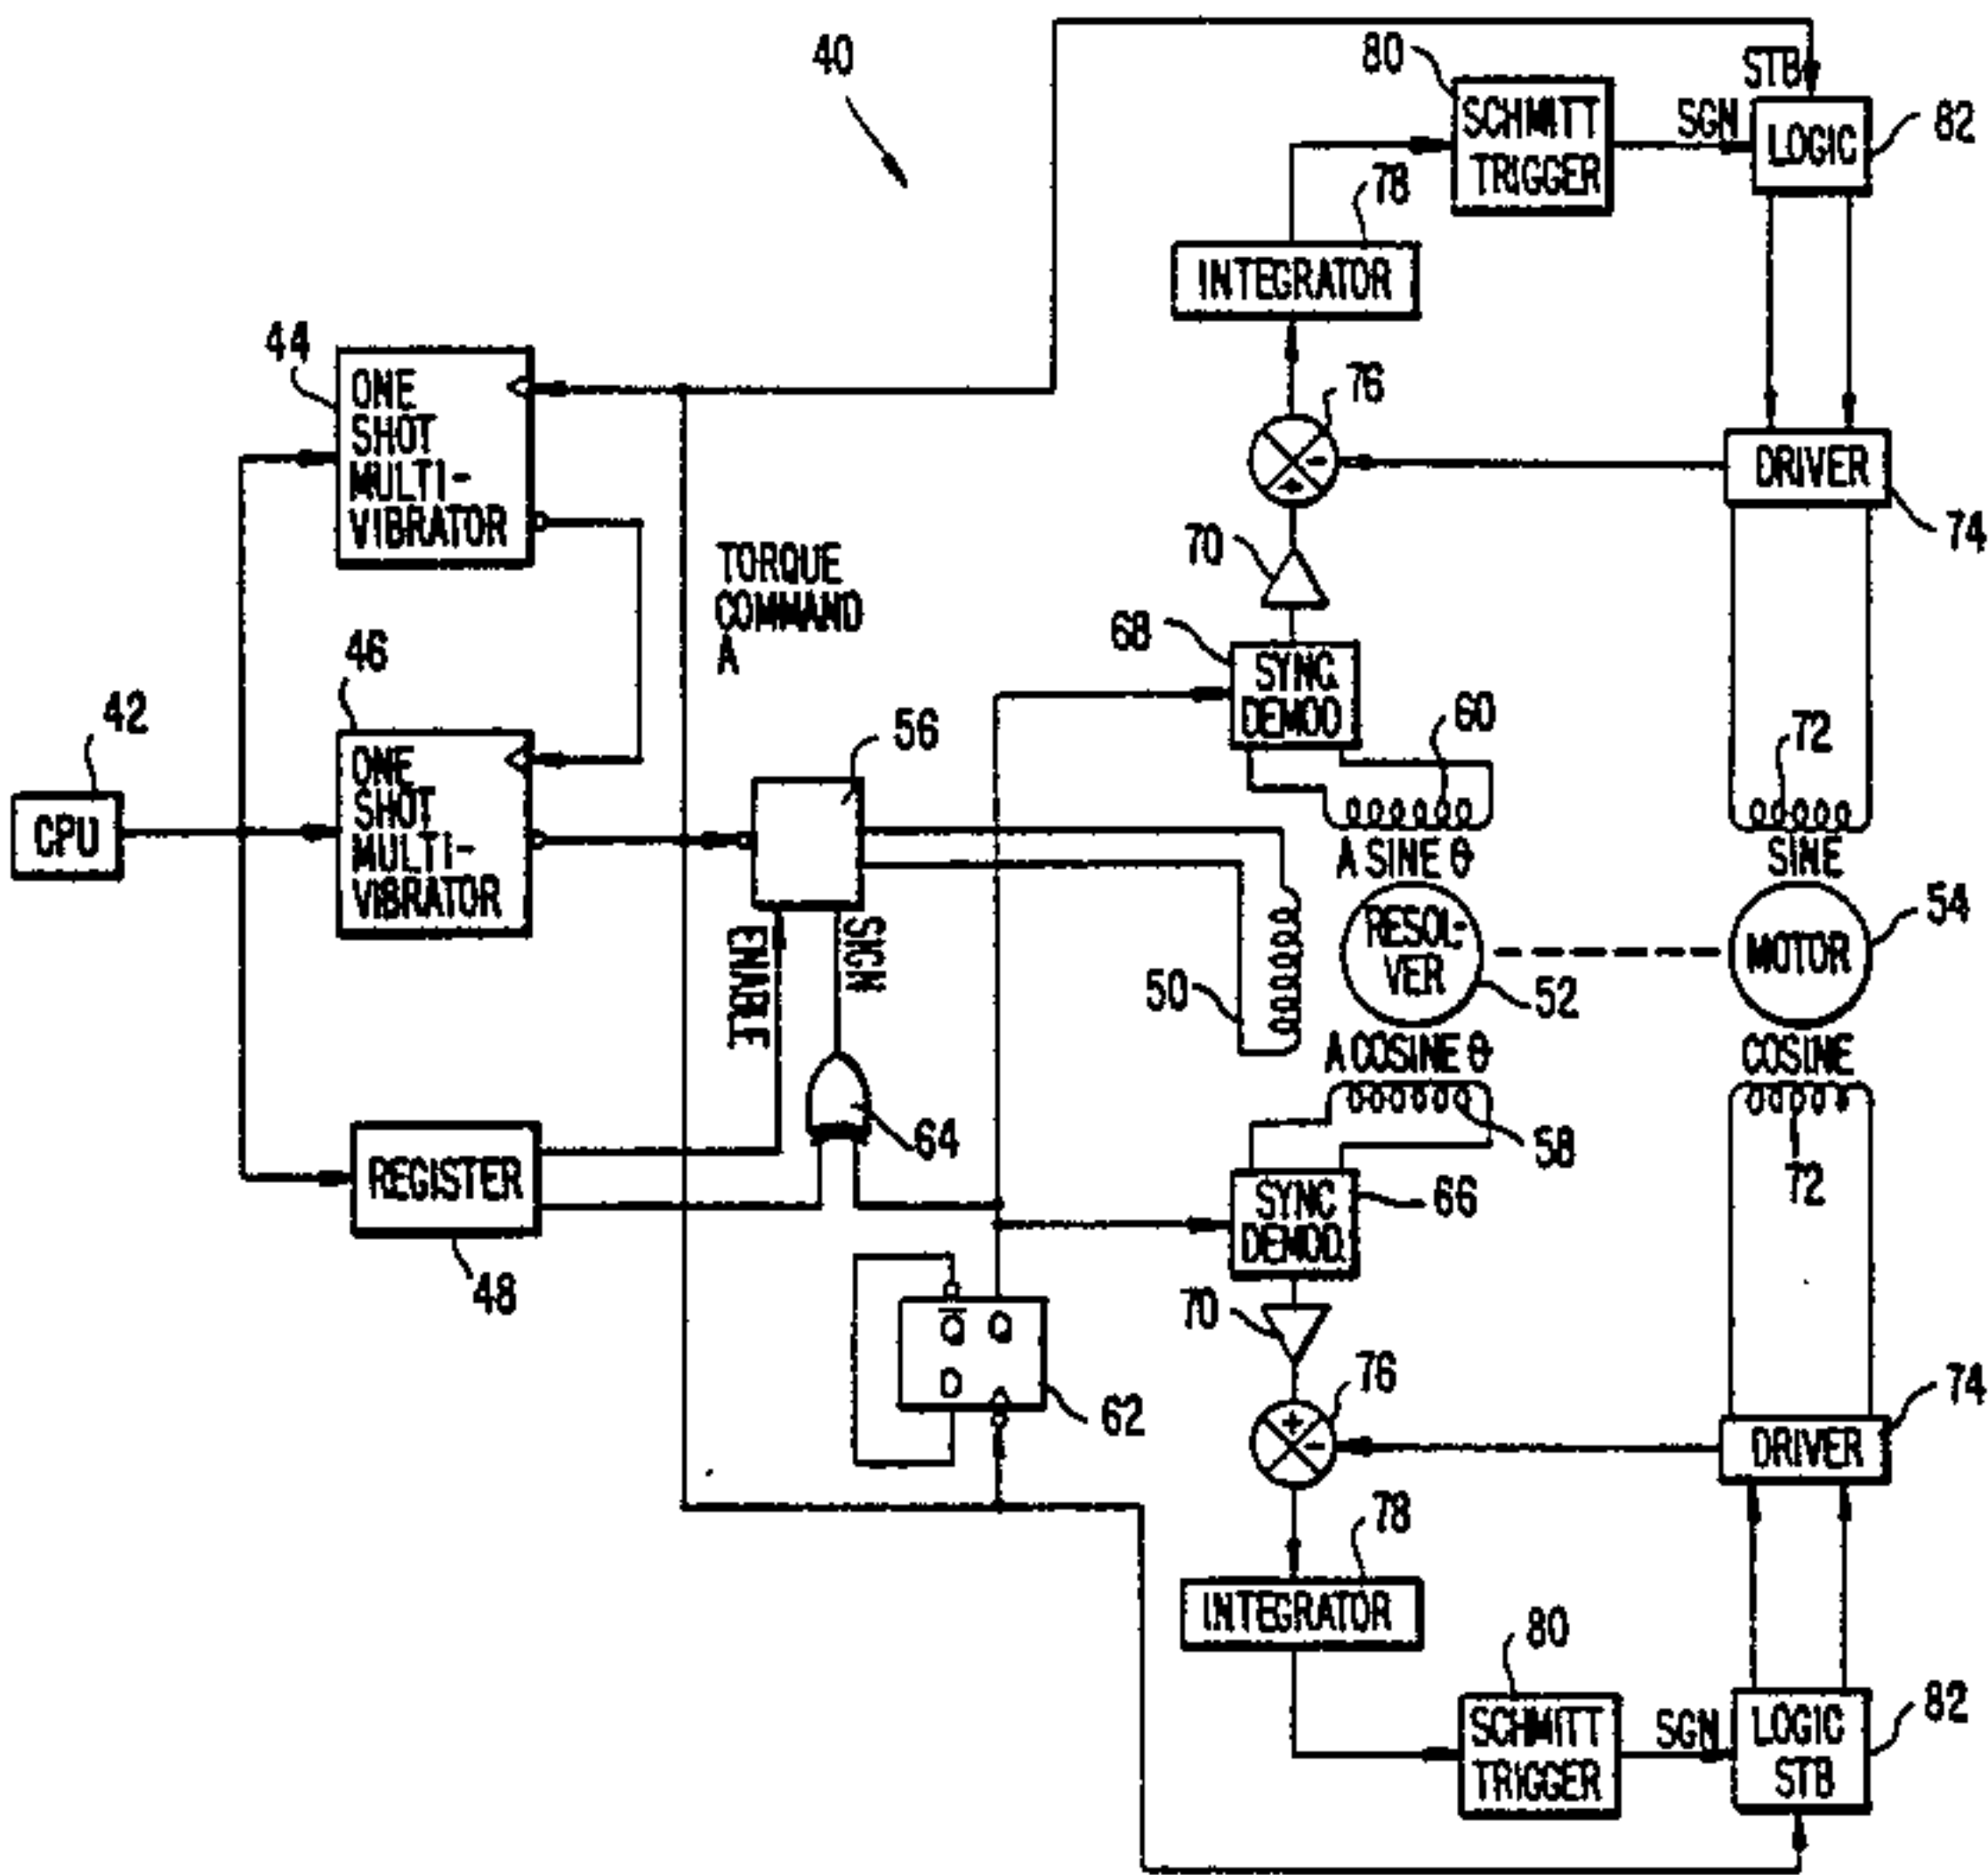 40
80
STB
SCHMITT
TRIGGER
SGN
LOGIC
82
78
INTEGRATOR
44
ONE
SHOT
MULTI-
VIBRATOR
76
-
+
DRIVER
74
70
TORQUE
COMMAND
A
68
SYNC
DEMOD
60
72
46
ONE
SHOT
MULTI-
VIBRATOR
42
CPU
56
A SINE θ
SINE
ENABLE
SIGN
50
RESOL-
VER
52
MOTOR
54
A COSINE θ
COSINE
58
72
64
REGISTER
48
SYNC
DEMOD.
66
70
Q Q
D
62
76
+
-
DRIVER
74
78
INTEGRATOR
80
SCHMITT
TRIGGER
SGN
LOGIC
STB
82